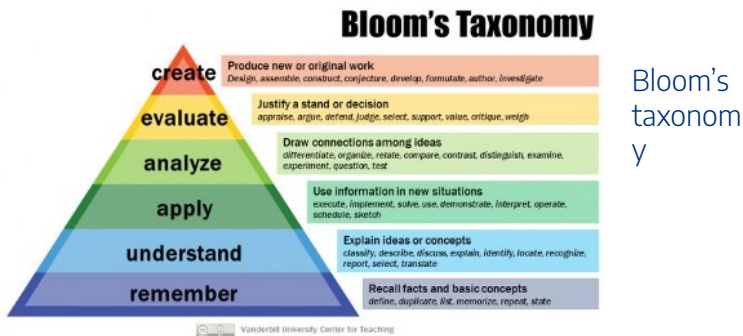 Bloom's Taxonomy
create
Produce new or original work
Design, assemble, construct, conjecture, develop, formulate, author, investigate
evaluate
Justify a stand or decision
appraise, argue, defend, judge, select, support, value, critique, weigh
analyze
Draw connections among ideas
differentiate, organize, relate, compare, contrast, distinguish, examine,
experiment, question, test
apply
Use information in new situations
execute, implement, solve, use, demonstrate, interpret, operate,
schedule, sketch
understand
Explain ideas or concepts
classify, describe, discuss, explain, identify, locate, recognize,
report, select, translate
remember
Recall facts and basic concepts
define, duplicate, list, memorize, repeat, state
Vanderbilt University Center for Teaching
Bloom's
taxonom
y